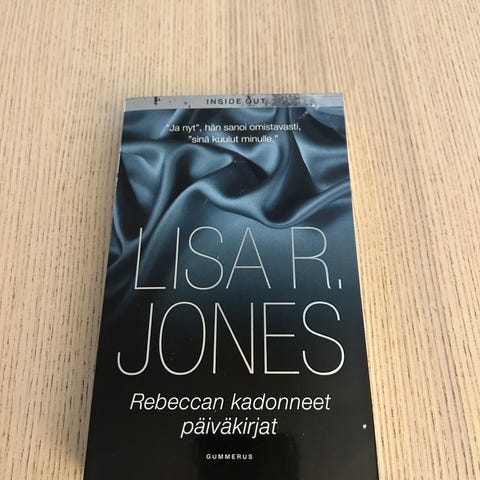 INSIDE OUT
"Ja nyt", hän sanoi omistavasti,
"sinä kuulut minulle."
LISA R.
JONES
Rebeccan kadonneet
päiväkirjat
GUMMERUS